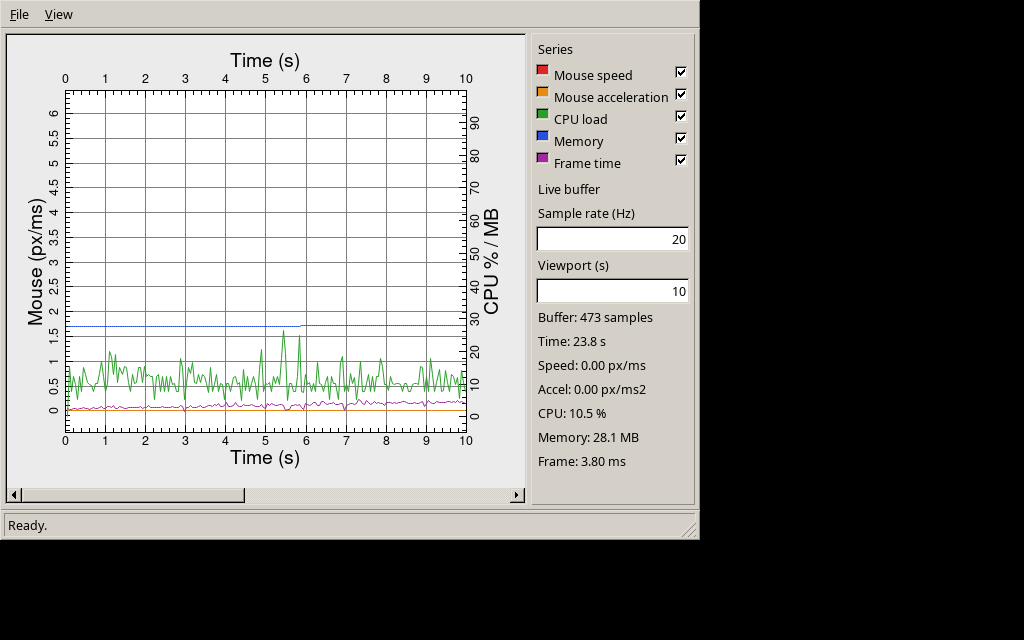 File View
Time (s)
0 1 2 3 4 5 6 7 8 9 10
6
5.5
5
4.5
4
3.5
3
2.5
2
1.5
1
0.5
0
Mouse (px/ms)
90
80
70
60
50
40
30
20
10
0
CPU % / MB
0 1 2 3 4 5 6 7 8 9 10
Time (s)
Series
Mouse speed
Mouse acceleration
CPU load
Memory
Frame time
Live buffer
Sample rate (Hz)
20
Viewport (s)
10
Buffer: 473 samples
Time: 23.8 s
Speed: 0.00 px/ms
Accel: 0.00 px/ms2
CPU: 10.5 %
Memory: 28.1 MB
Frame: 3.80 ms
Ready.